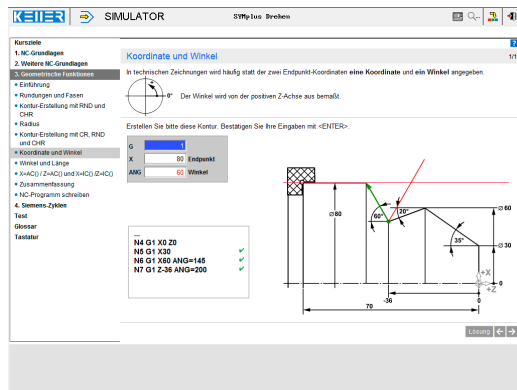 KELLER
SIMULATOR
SYMplus Drehen
Kursziele
1. NC-Grundlagen
2. Weitere NC-Grundlagen
3. Geometrische Funktionen
Einführung
Rundungen und Fasen
Kontur-Erstellung mit RND und
CHR
Radius
Kontur-Erstellung mit CR, RND
und CHR
Koordinate und Winkel
Winkel und Länge
X=AC() / Z=AC() und X=IC() /Z=IC()
Zusammenfassung
NC-Programm schreiben
4. Siemens-Zyklen
Test
Glossar
Tastatur
?
Koordinate und Winkel
1/1
In technischen Zeichnungen wird häufig statt der zwei Endpunkt-Koordinaten eine Koordinate und ein Winkel angegeben.
0° Der Winkel wird von der positiven Z-Achse aus bemaßt.
Erstellen Sie bitte diese Kontur. Bestätigen Sie Ihre Eingaben mit <ENTER>.
G 1
X 80 Endpunkt
ANG 60 Winkel
...
N4 G1 X0 Z0
N5 G1 X30
N6 G1 X60 ANG=145
N7 G1 Z-36 ANG=200
⌀80
60°
20°
⌀60
35°
⌀30
+X
+Z
0
-36
0
70
Lösung